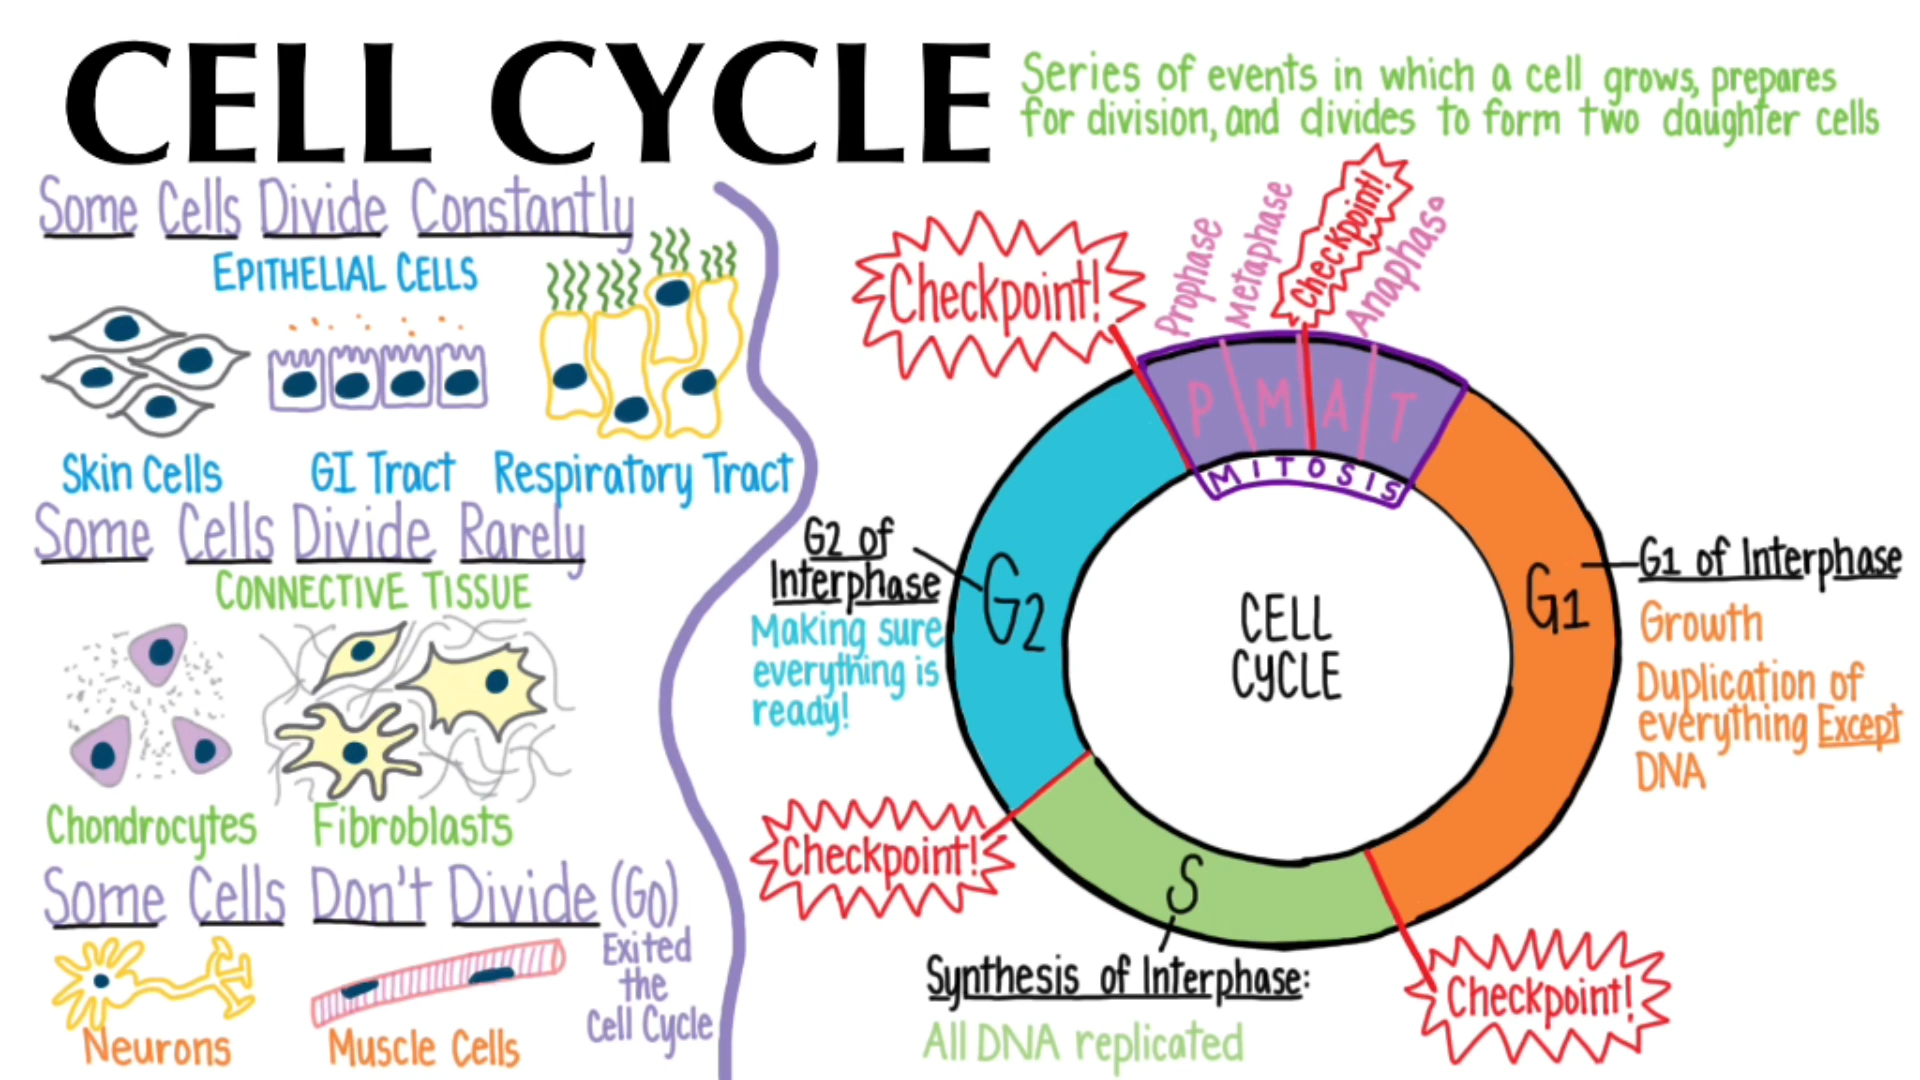 CELL CYCLE
Series of events in which a cell grows, prepares
for division, and divides to form two daughter cells
Some Cells Divide Constantly
EPITHELIAL CELLS
Skin Cells
GI Tract
Respiratory Tract
Some Cells Divide Rarely
CONNECTIVE TISSUE
Chondrocytes
Fibroblasts
Some Cells Don't Divide (G0)
Exited
the
Cell Cycle
Neurons
Muscle Cells
Checkpoint!
Prophase
Metaphase
Checkpoint!
Anaphase
P M A T
MITOSIS
G2 of
Interphase
Making sure
everything is
ready!
G2
CELL
CYCLE
G1
G1 of Interphase
Growth
Duplication of
everything Except
DNA
Checkpoint!
S
Synthesis of Interphase:
All DNA replicated
Checkpoint!